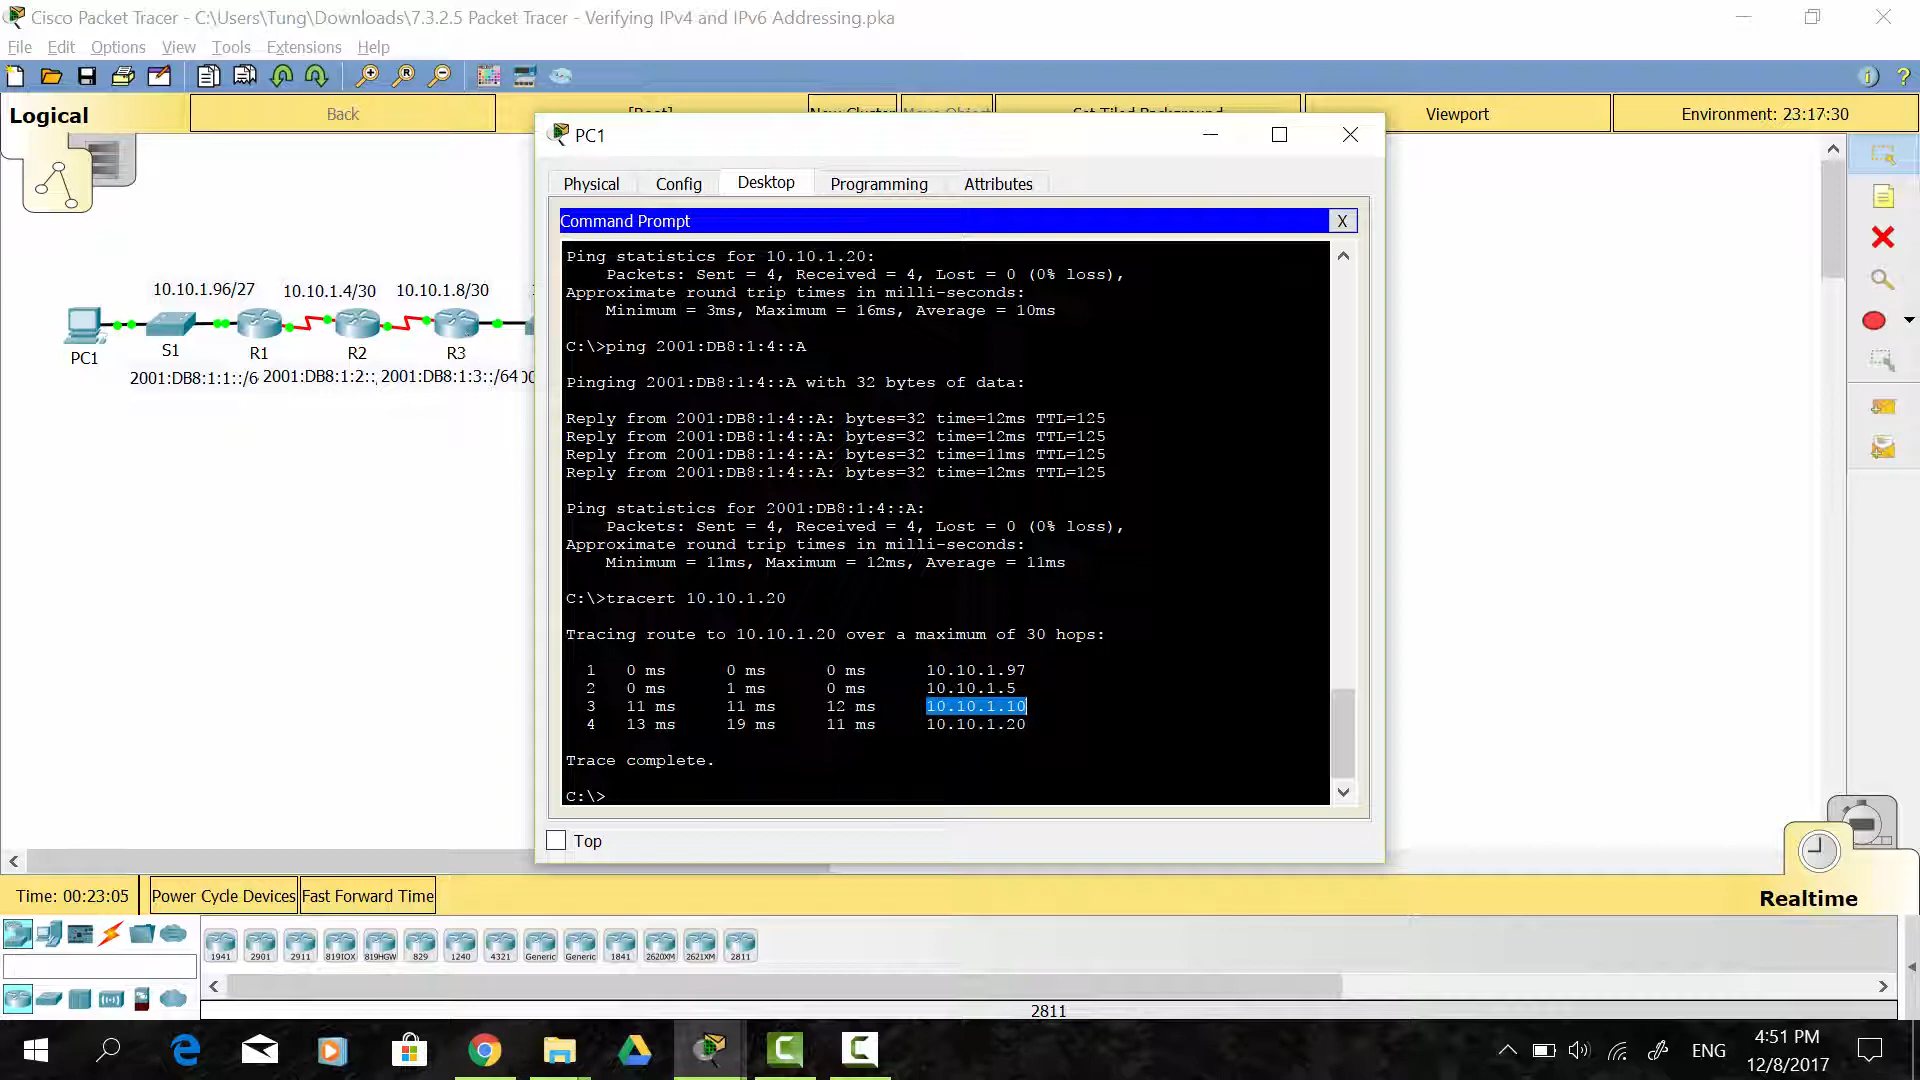 Cisco Packet Tracer - C:\Users\Tung\Downloads\7.3.2.5 Packet Tracer - Verifying IPv4 and IPv6 Addressing.pka
File Edit Options View Tools Extensions Help
Logical
Back
[Root]
New Cluster
Move Object
Set Tiled Background
Viewport
Environment: 23:17:30
PC1
Physical Config Desktop Programming Attributes
Command Prompt
X
Ping statistics for 10.10.1.20:
Packets: Sent = 4, Received = 4, Lost = 0 (0% loss),
Approximate round trip times in milli-seconds:
Minimum = 3ms, Maximum = 16ms, Average = 10ms
C:\>ping 2001:DB8:1:4::A
Pinging 2001:DB8:1:4::A with 32 bytes of data:
Reply from 2001:DB8:1:4::A: bytes=32 time=12ms TTL=125
Reply from 2001:DB8:1:4::A: bytes=32 time=12ms TTL=125
Reply from 2001:DB8:1:4::A: bytes=32 time=11ms TTL=125
Reply from 2001:DB8:1:4::A: bytes=32 time=12ms TTL=125
Ping statistics for 2001:DB8:1:4::A:
Packets: Sent = 4, Received = 4, Lost = 0 (0% loss),
Approximate round trip times in milli-seconds:
Minimum = 11ms, Maximum = 12ms, Average = 11ms
C:\>tracert 10.10.1.20
Tracing route to 10.10.1.20 over a maximum of 30 hops:
1 0 ms 0 ms 0 ms 10.10.1.97
2 0 ms 1 ms 0 ms 10.10.1.5
3 11 ms 11 ms 12 ms 10.10.1.10
4 13 ms 19 ms 11 ms 10.10.1.20
Trace complete.
C:\>
Top
10.10.1.96/27 10.10.1.4/30 10.10.1.8/30
PC1 S1 R1 R2 R3
2001:DB8:1:1::/6 2001:DB8:1:2:: 2001:DB8:1:3::/64
Time: 00:23:05 Power Cycle Devices Fast Forward Time
Realtime
1941 2901 2911 819IOX 819HGW 829 1240 4321 Generic Generic 1841 2620XM 2621XM 2811
2811
ENG
4:51 PM
12/8/2017